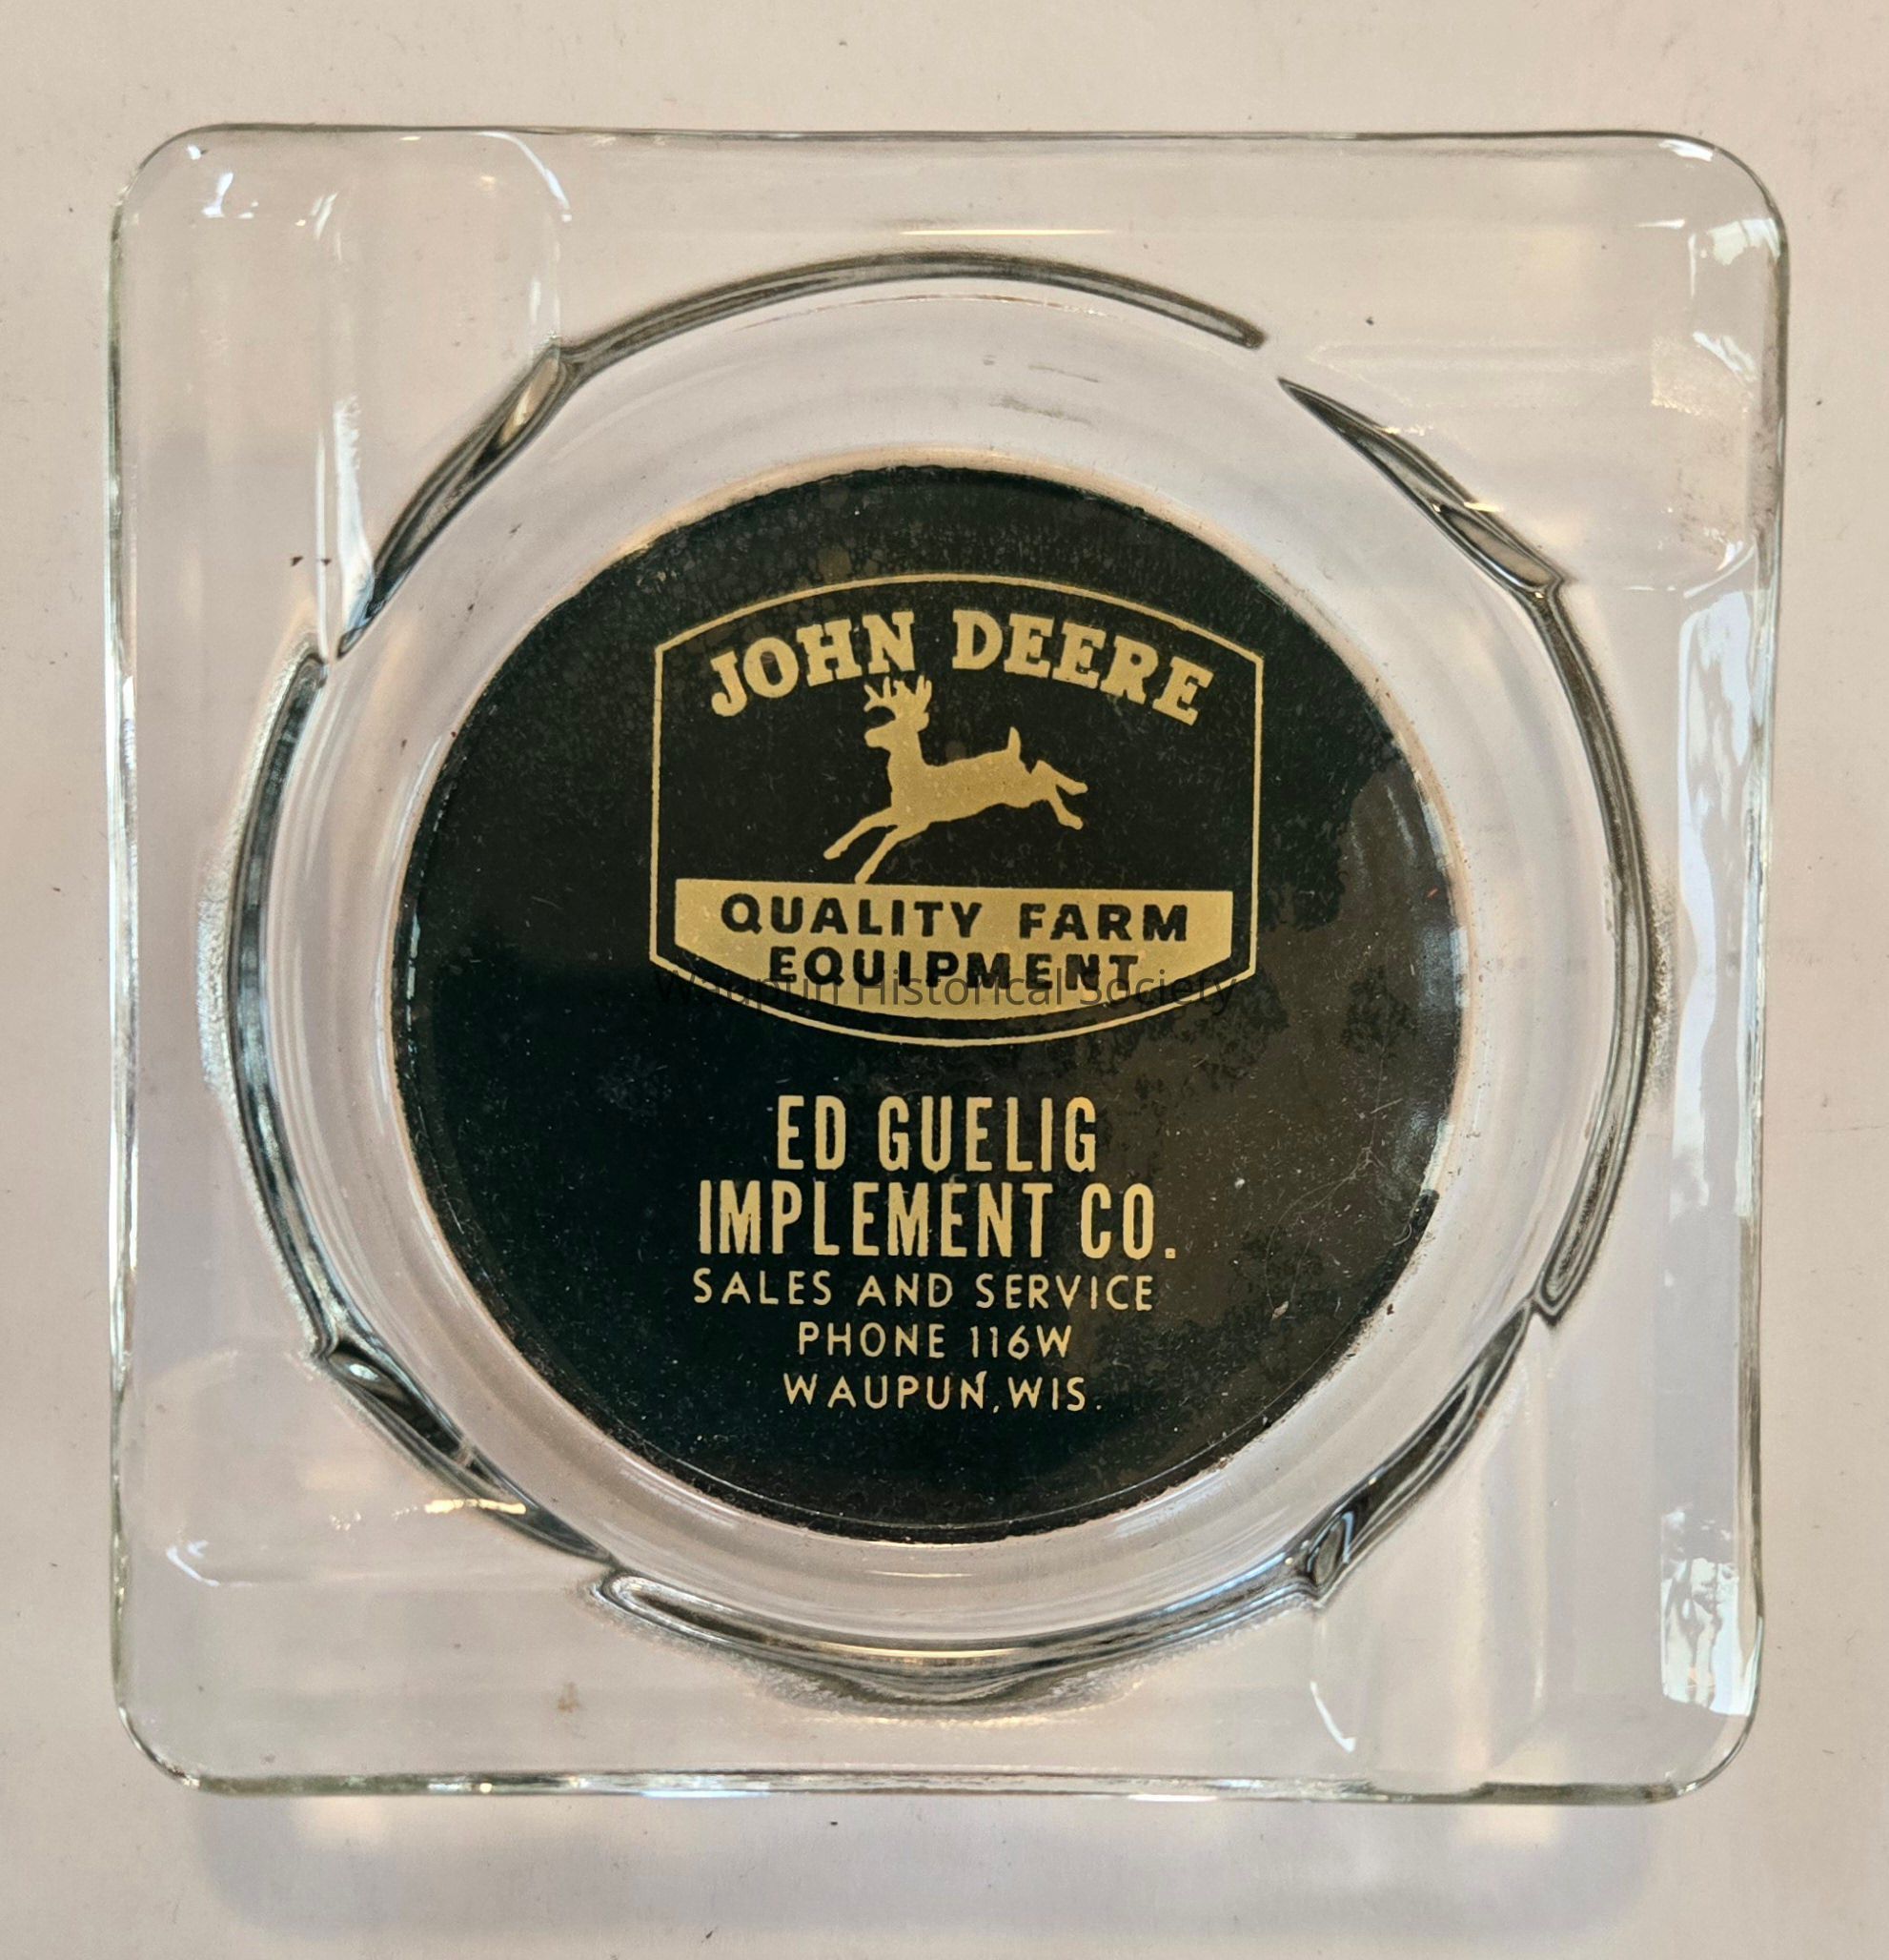 JOHN DEERE
QUALITY FARM
EQUIPMENT
Waupun Historical Society
ED GUELIG
IMPLEMENT CO.
SALES AND SERVICE
PHONE 116W
WAUPUN, WIS.